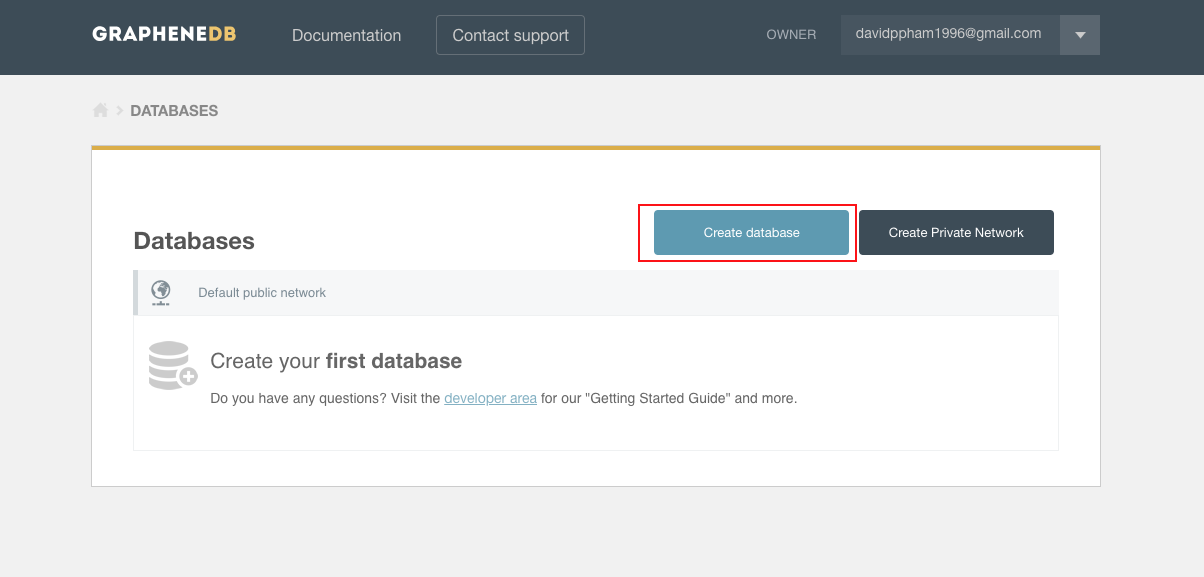 GRAPHENEDB Documentation Contact support OWNER davidppham1996@gmail.com
DATABASES
Databases Create database Create Private Network
Default public network
Create your first database
Do you have any questions? Visit the developer area for our "Getting Started Guide" and more.